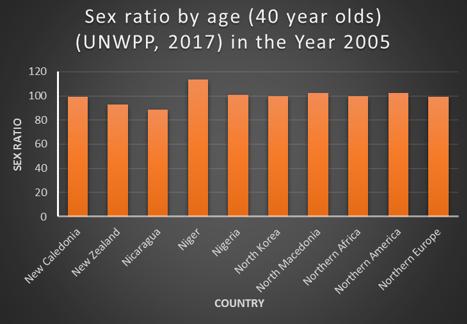 Sex ratio by age (40 year olds)
(UNWPP, 2017) in the Year 2005
120
100
80
60
40
20
0
SEX RATIO
New Caledonia
New Zealand
Nicaragua
Niger
Nigeria
North Korea
North Macedonia
Northern Africa
Northern America
Northern Europe
COUNTRY